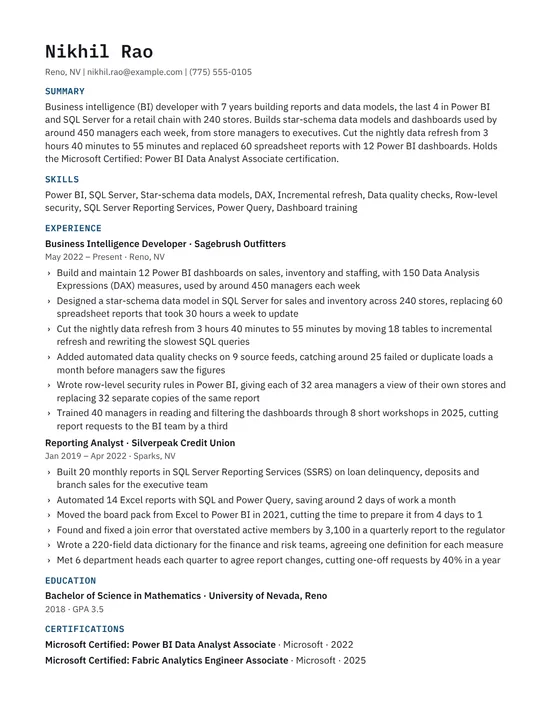 Nikhil Rao
Reno, NV | nikhil.rao@example.com | (775) 555-0105
SUMMARY
Business intelligence (BI) developer with 7 years building reports and data models, the last 4 in Power BI
and SQL Server for a retail chain with 240 stores. Builds star-schema data models and dashboards used by
around 450 managers each week, from store managers to executives. Cut the nightly data refresh from 3
hours 40 minutes to 55 minutes and replaced 60 spreadsheet reports with 12 Power BI dashboards. Holds
the Microsoft Certified: Power BI Data Analyst Associate certification.
SKILLS
Power BI, SQL Server, Star-schema data models, DAX, Incremental refresh, Data quality checks, Row-level
security, SQL Server Reporting Services, Power Query, Dashboard training
EXPERIENCE
Business Intelligence Developer · Sagebrush Outfitters
May 2022 – Present · Reno, NV
› Build and maintain 12 Power BI dashboards on sales, inventory and staffing, with 150 Data Analysis
Expressions (DAX) measures, used by around 450 managers each week
› Designed a star-schema data model in SQL Server for sales and inventory across 240 stores, replacing 60
spreadsheet reports that took 30 hours a week to update
› Cut the nightly data refresh from 3 hours 40 minutes to 55 minutes by moving 18 tables to incremental
refresh and rewriting the slowest SQL queries
› Added automated data quality checks on 9 source feeds, catching around 25 failed or duplicate loads a
month before managers saw the figures
› Wrote row-level security rules in Power BI, giving each of 32 area managers a view of their own stores and
replacing 32 separate copies of the same report
› Trained 40 managers in reading and filtering the dashboards through 8 short workshops in 2025, cutting
report requests to the BI team by a third
Reporting Analyst · Silverpeak Credit Union
Jan 2019 – Apr 2022 · Sparks, NV
› Built 20 monthly reports in SQL Server Reporting Services (SSRS) on loan delinquency, deposits and
branch sales for the executive team
› Automated 14 Excel reports with SQL and Power Query, saving around 2 days of work a month
› Moved the board pack from Excel to Power BI in 2021, cutting the time to prepare it from 4 days to 1
› Found and fixed a join error that overstated active members by 3,100 in a quarterly report to the regulator
› Wrote a 220-field data dictionary for the finance and risk teams, agreeing one definition for each measure
› Met 6 department heads each quarter to agree report changes, cutting one-off requests by 40% in a year
EDUCATION
Bachelor of Science in Mathematics · University of Nevada, Reno
2018 · GPA 3.5
CERTIFICATIONS
Microsoft Certified: Power BI Data Analyst Associate · Microsoft · 2022
Microsoft Certified: Fabric Analytics Engineer Associate · Microsoft · 2025